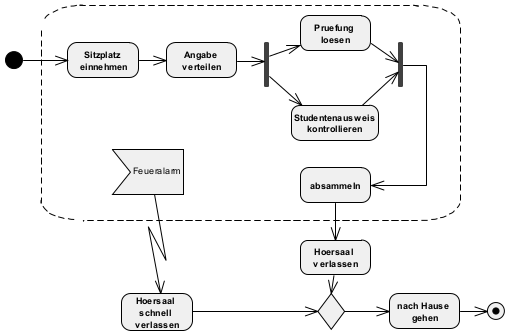 Sitzplatz
einnehmen
Angabe
verteilen
Pruefung
loesen
Studentenausweis
kontrollieren
Feueralarm
absammeln
Hoersaal
verlassen
Hoersaal
schnell
verlassen
nach Hause
gehen